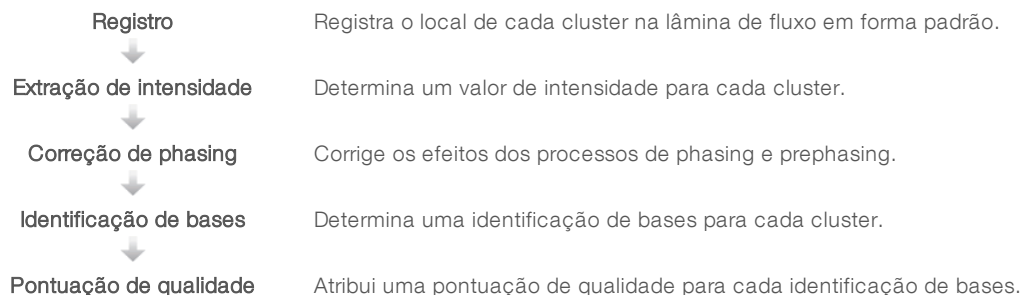 Registro Registra o local de cada cluster na lâmina de fluxo em forma padrão.
Extração de intensidade Determina um valor de intensidade para cada cluster.
Correção de phasing Corrige os efeitos dos processos de phasing e prephasing.
Identificação de bases Determina uma identificação de bases para cada cluster.
Pontuação de qualidade Atribui uma pontuação de qualidade para cada identificação de bases.